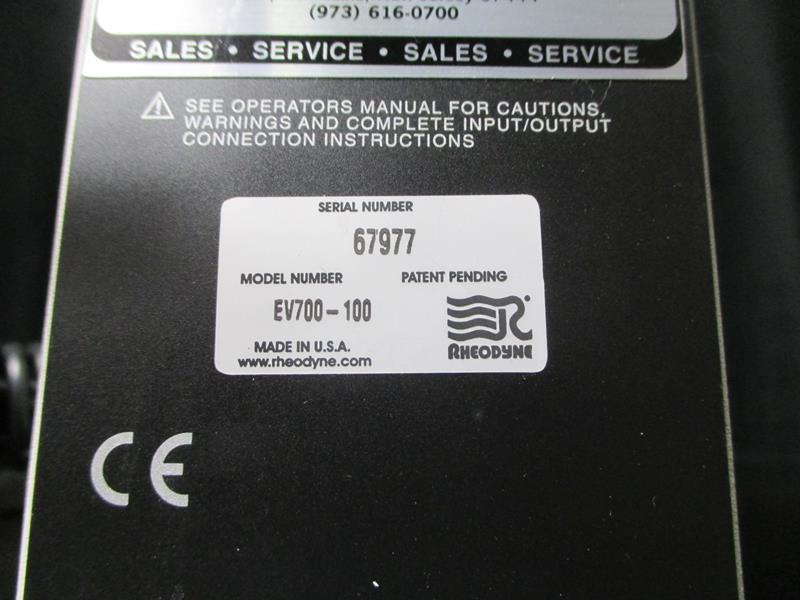 (973) 616-0700
SALES • SERVICE • SALES • SERVICE
SEE OPERATORS MANUAL FOR CAUTIONS,
WARNINGS AND COMPLETE INPUT/OUTPUT
CONNECTION INSTRUCTIONS
SERIAL NUMBER
67977
MODEL NUMBER PATENT PENDING
EV700-100
MADE IN U.S.A.
www.rheodyne.com
RHEODYNE
CE